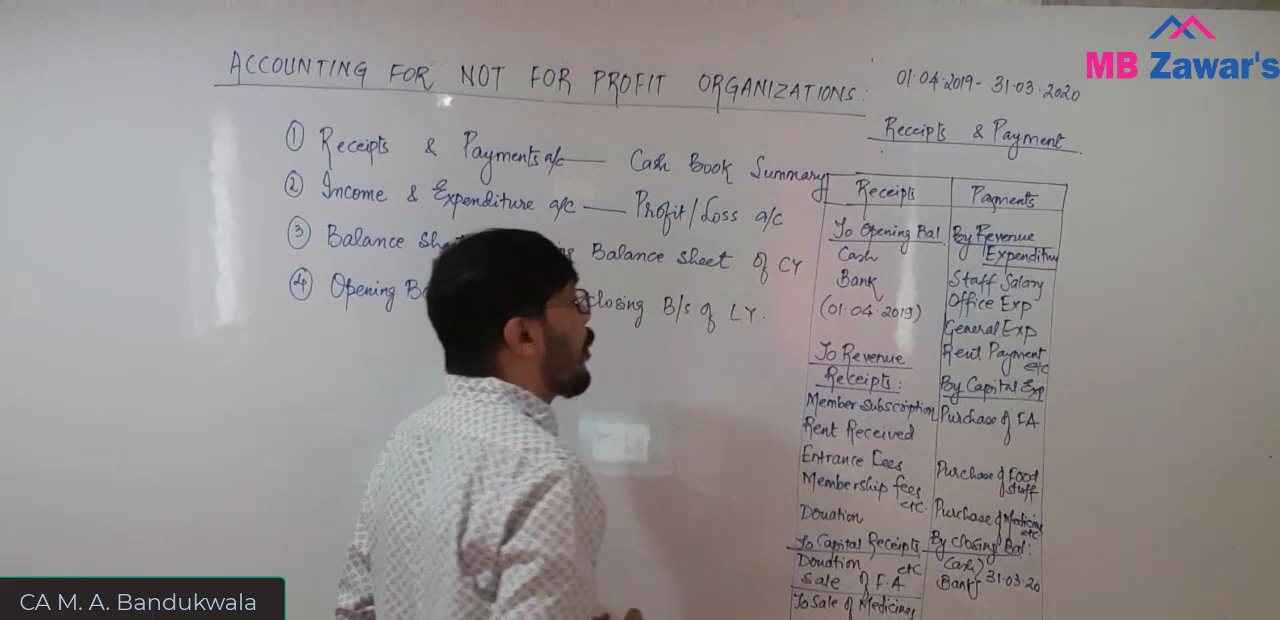 MB Zawar's
ACCOUNTING FOR NOT FOR PROFIT ORGANIZATIONS:
01.04.2019 - 31.03.2020
① Receipts & Payments a/c — Cash Book Summary
② Income & Expenditure a/c — Profit/Loss a/c
③ Balance Balance Sheet of CY
④ Opening closing B/s of LY.
Receipts & Payment
Receipts
To Opening Bal.
Cash
Bank
(01.04.2019)
To Revenue
Receipts:
Member Subscription
Rent Received
Entrance Fees
Membership fees
etc.
Donation
To Capital Receipts
Donation etc
Sale of F.A
To Sale of Medicines
Payments
By Revenue
Expenditure
Staff Salary
Office Exp
General Exp
Rent Payment
etc
By Capital Exp
Purchase of FA
Purchase of Food
stuff
Purchase of Medicine
etc
By Closing Bal:
Cash }
Bank } 31.03.20
CA M. A. Bandukwala